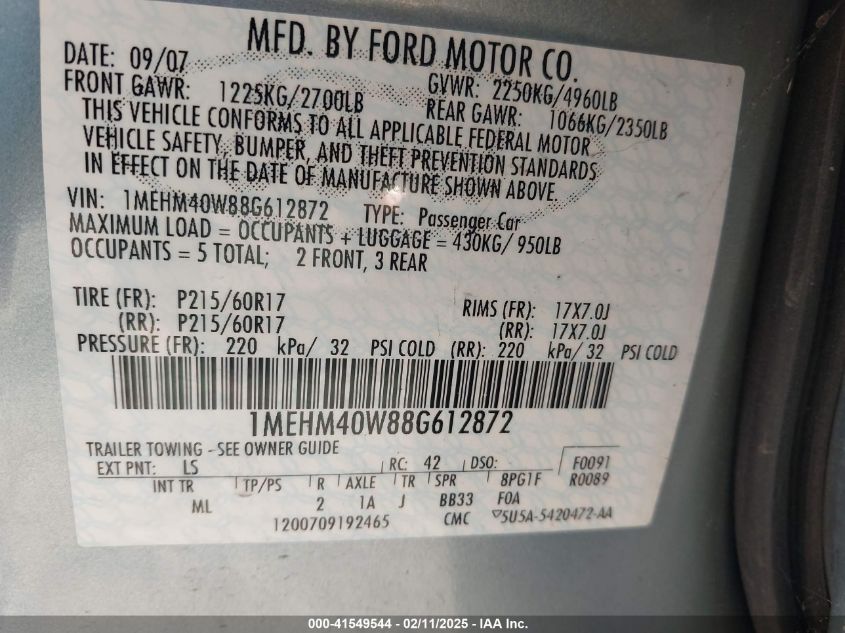 MFD. BY FORD MOTOR CO.
DATE: 09/07 GVWR: 2250KG/4960LB
FRONT GAWR: 1225KG/2700LB REAR GAWR: 1066KG/2350LB
THIS VEHICLE CONFORMS TO ALL APPLICABLE FEDERAL MOTOR
VEHICLE SAFETY, BUMPER, AND THEFT PREVENTION STANDARDS
IN EFFECT ON THE DATE OF MANUFACTURE SHOWN ABOVE.
VIN: 1MEHM40W88G612872 TYPE: Passenger Car
MAXIMUM LOAD = OCCUPANTS + LUGGAGE = 430KG/ 950LB
OCCUPANTS = 5 TOTAL; 2 FRONT, 3 REAR
TIRE (FR): P215/60R17 RIMS (FR): 17X7.0J
(RR): P215/60R17 (RR): 17X7.0J
PRESSURE (FR): 220 kPa/ 32 PSI COLD (RR): 220 kPa/ 32 PSI COLD
1MEHM40W88G612872
TRAILER TOWING - SEE OWNER GUIDE
EXT PNT: LS RC: 42 DSO: F0091
INT TR TP/PS R AXLE TR SPR 8PG1F R0089
ML 2 1A J BB33 FOA
1200709192465 CMC 5U5A-5420472-AA
000-41549544 - 02/11/2025 - IAA Inc.